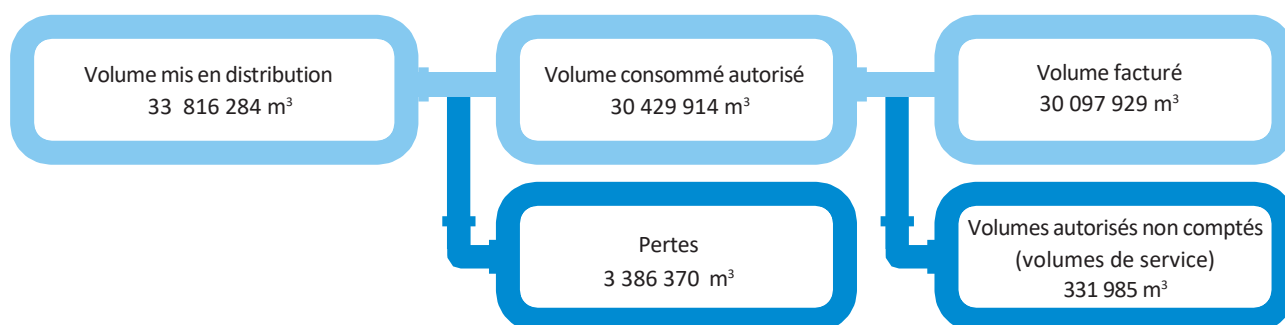 Volume mis en distribution
33 816 284 m³
Volume consommé autorisé
30 429 914 m³
Volume facturé
30 097 929 m³
Pertes
3 386 370 m³
Volumes autorisés non comptés
(volumes de service)
331 985 m³